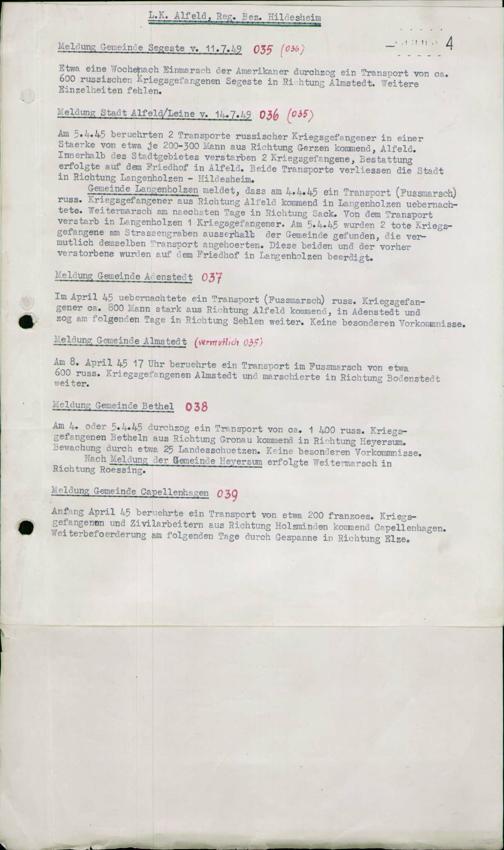 L.K. Alfeld, Reg. Bez. Hildesheim
4
Meldung Gemeinde Segeste v. 11.7.49 035 (036)
Etwa eine Woche nach Einmarsch der Amerikaner durchzog ein Transport von ca.
600 russischen Kriegsgefangenen Segeste in Richtung Almstedt. Weitere
Einzelheiten fehlen.
Meldung Stadt Alfeld/Leine v. 14.7.49 036 (035)
Am 5.4.45 beruehrten 2 Transporte russischer Kriegsgefangener in einer
Staerke von etwa je 200-300 Mann aus Richtung Gerzen kommend, Alfeld.
Innerhalb des Stadtgebietes verstarben 2 Kriegsgefangene, Bestattung
erfolgte auf dem Friedhof in Alfeld. Beide Transporte verliessen die Stadt
in Richtung Langenholzen - Hildesheim.
Gemeinde Langenholzen meldet, dass am 4.4.45 ein Transport (Fussmarsch)
russ. Kriegsgefangener aus Richtung Alfeld kommend in Langenholzen uebernach-
tete. Weitermarsch am naechsten Tage in Richtung Sack. Von dem Transport
verstarb in Langenholzen 1 Kriegsgefangener. Am 5.4.45 wurden 2 tote Kriegs-
gefangene am Strassengraben ausserhalb der Gemeinde gefunden, die ver-
mutlich demselben Transport angehoerten. Diese beiden und der vorher
verstorbene wurden auf dem Friedhof in Langenholzen beerdigt.
Meldung Gemeinde Adenstedt 037
Im April 45 uebernachtete ein Transport (Fussmarsch) russ. Kriegsgefan-
gener ca. 800 Mann stark aus Richtung Alfeld kommend, in Adenstedt und
zog am folgenden Tage in Richtung Sehlen weiter. Keine besonderen Vorkommnisse.
Meldung Gemeinde Almstedt (vermutlich 035)
Am 8. April 45 17 Uhr beruehrte ein Transport im Fussmarsch von etwa
600 russ. Kriegsgefangenen Almstedt und marschierte in Richtung Bodenstedt
weiter.
Meldung Gemeinde Bethel 038
Am 4. oder 5.4.45 durchzog ein Transport von ca. 1 400 russ. Kriegs-
gefangenen Betheln aus Richtung Gronau kommend in Richtung Heyersum.
Bewachung durch etwa 25 Landesschuetzen. Keine besonderen Vorkommnisse.
Nach Meldung der Gemeinde Heyersum erfolgte Weitermarsch in
Richtung Roessing.
Meldung Gemeinde Capellenhagen 039
Anfang April 45 beruehrte ein Transport von etwa 200 franzoes. Kriegs-
gefangenen und Zivilarbeitern aus Richtung Holsminden kommend Capellenhagen.
Weiterbefoerderung am folgenden Tage durch Gespanne in Richtung Elze.